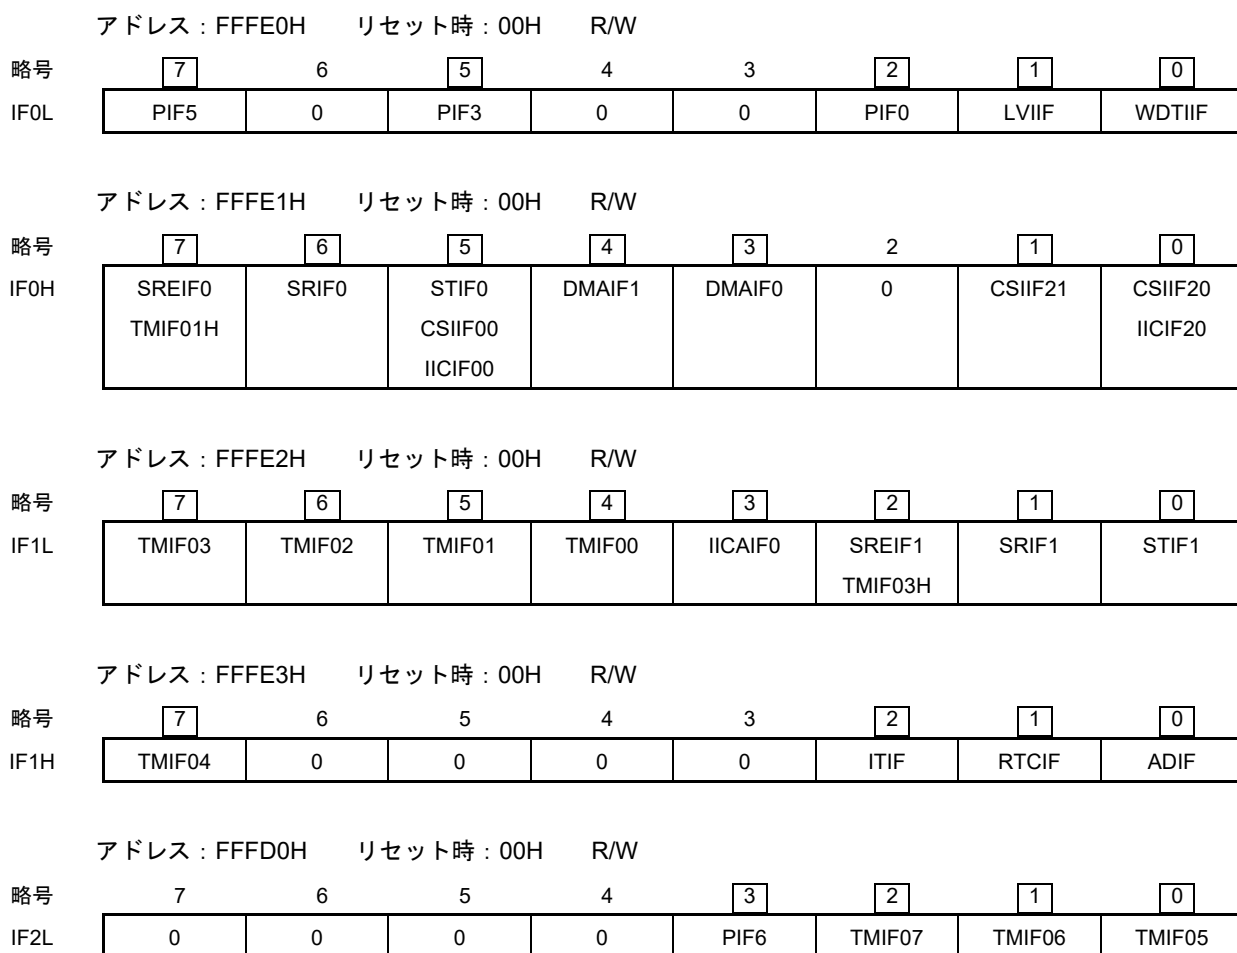 アドレス：FFFE0H リセット時：00H R/W
略号 7 6 5 4 3 2 1 0
IF0L PIF5 0 PIF3 0 0 PIF0 LVIIF WDTIIF
アドレス：FFFE1H リセット時：00H R/W
略号 7 6 5 4 3 2 1 0
IF0H SREIF0 SRIF0 STIF0 DMAIF1 DMAIF0 0 CSIIF21 CSIIF20
TMIF01H CSIIF00 IICIF20
IICIF00
アドレス：FFFE2H リセット時：00H R/W
略号 7 6 5 4 3 2 1 0
IF1L TMIF03 TMIF02 TMIF01 TMIF00 IICAIF0 SREIF1 SRIF1 STIF1
TMIF03H
アドレス：FFFE3H リセット時：00H R/W
略号 7 6 5 4 3 2 1 0
IF1H TMIF04 0 0 0 0 ITIF RTCIF ADIF
アドレス：FFFD0H リセット時：00H R/W
略号 7 6 5 4 3 2 1 0
IF2L 0 0 0 0 PIF6 TMIF07 TMIF06 TMIF05